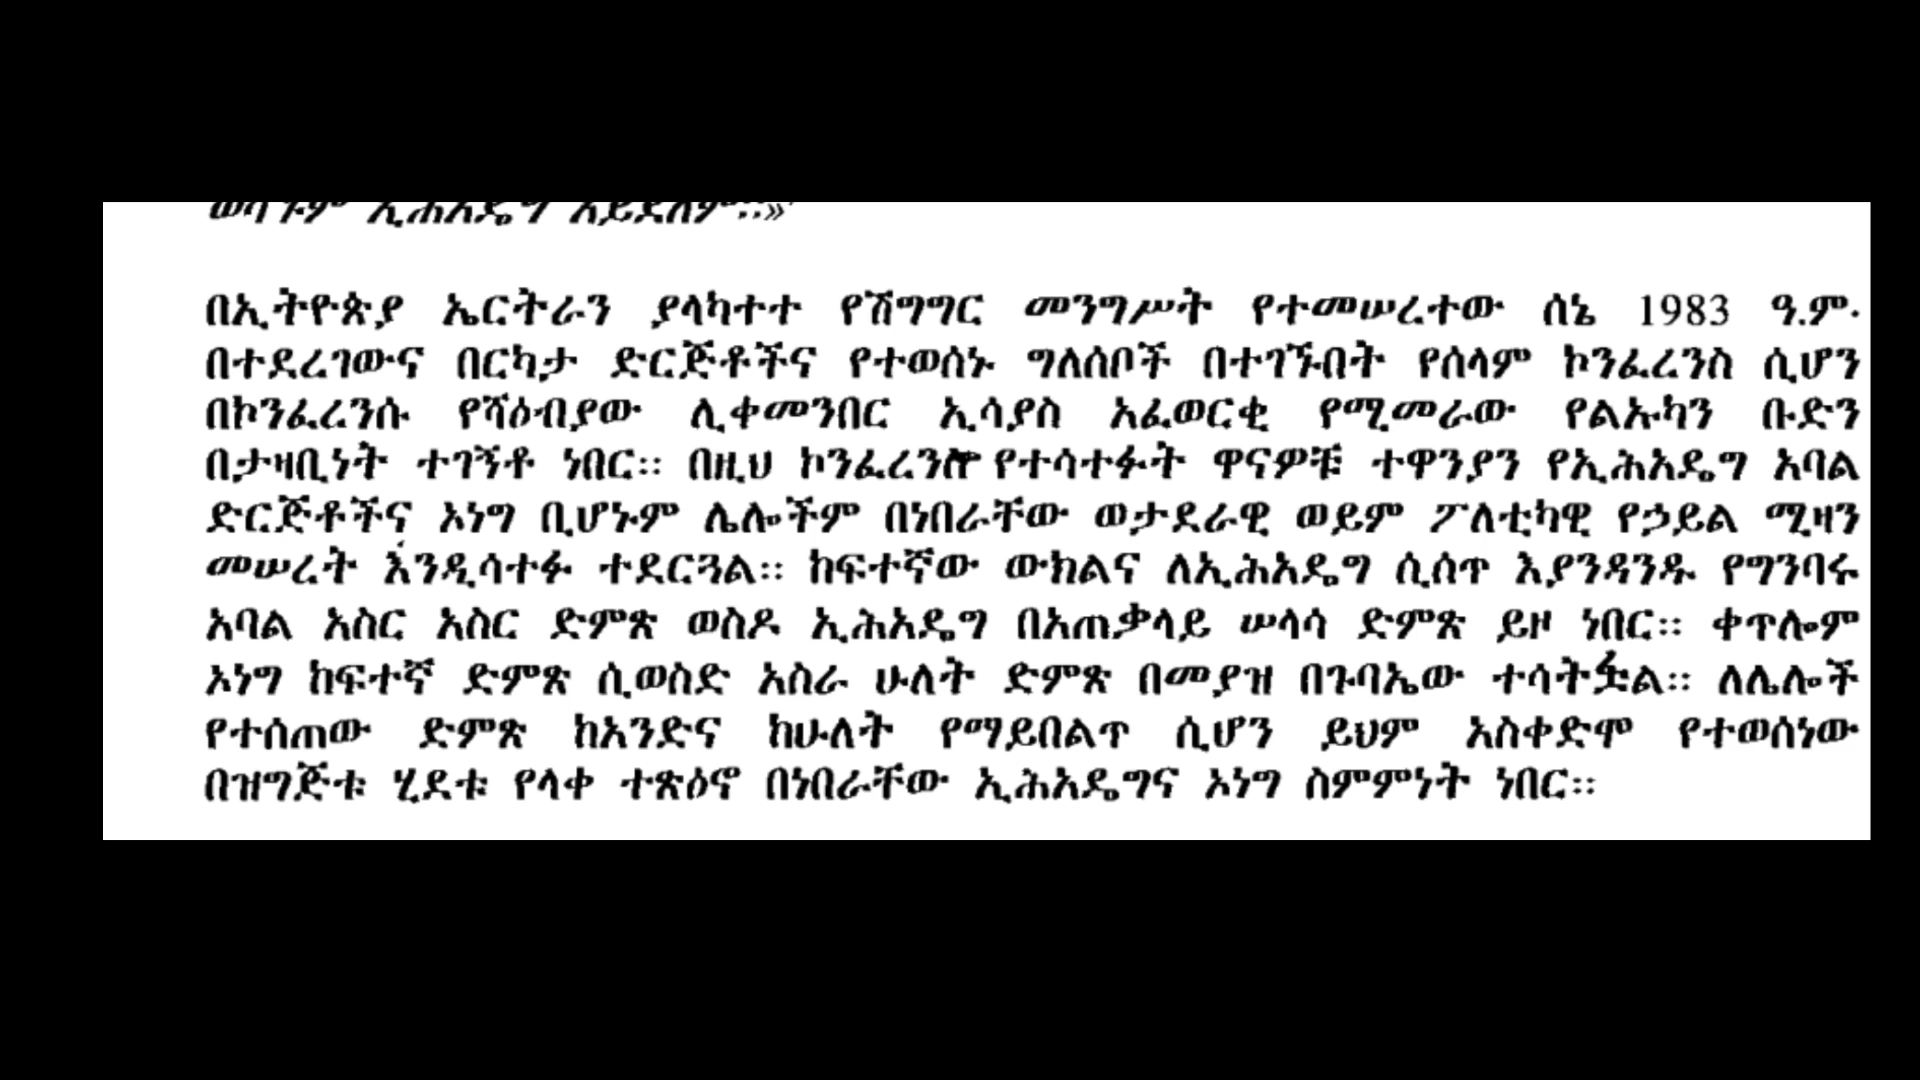 ኢሕአዴግ አይደለም።»
በኢትዮጵያ ኤርትራን ያላካተተ የሽግግር መንግሥት የተመሠረተው ሰኔ 1983 ዓ.ም.
በተደረገውና በርካታ ድርጅቶችና የተወሰኑ ግለሰቦች በተገኙበት የሰላም ኮንፈረንስ ሲሆን
በኮንፈረንሱ የሻዕብያው ሊቀመንበር ኢሳያስ አፈወርቂ የሚመራው የልኡካን ቡድን
በታዛቢነት ተገኝቶ ነበር። በዚህ የተሳተፉት ዋናዎቹ ተዋንያን የኢሕአዴግ አባል
ድርጅቶችና ኦነግ ቢሆኑም ሌሎችም በነበራቸው ወታደራዊ ወይም ፖለቲካዊ የኃይል ሚዛን
መሠረት እንዲሳተፉ ተደርጓል። ከፍተኛው ውክልና ለኢሕአዴግ ሲሰጥ እያንዳንዱ የግንባሩ
አባል አስር አስር ድምጽ ወስዶ ኢሕአዴግ በአጠቃላይ ሠላሳ ድምጽ ይዞ ነበር። ቀጥሎም
ኦነግ ከፍተኛ ድምጽ ሲወስድ አስራ ሁለት ድምጽ በመያዝ በጉባኤው ተሳትፏል። ለሌሎች
የተሰጠው ድምጽ ከአንድና ከሁለት የማይበልጥ ሲሆን ይህም አስቀድሞ የተወሰነው
በዝግጅቱ ሂደቱ የላቀ ተጽዕኖ በነበራቸው ኢሕአዴግና ኦነግ ስምምነት ነበር።